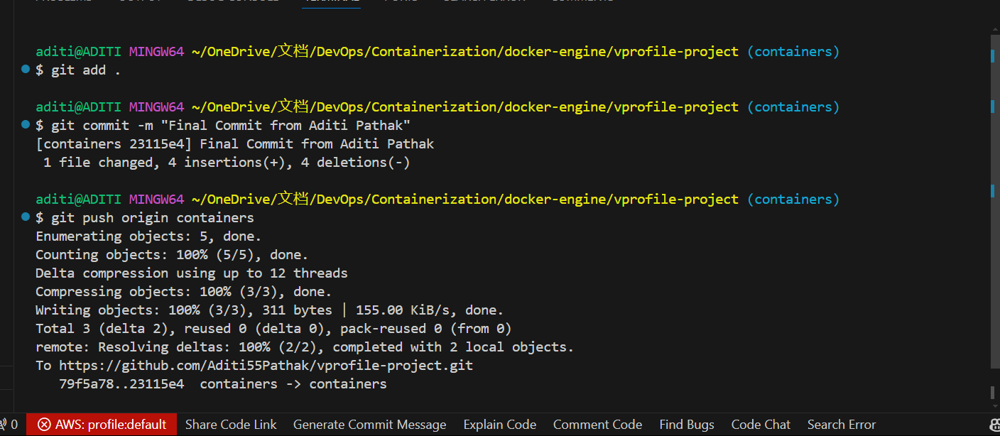 aditi@ADITI MINGW64 ~/OneDrive/文档/DevOps/Containerization/docker-engine/vprofile-project (containers)
$ git add .
aditi@ADITI MINGW64 ~/OneDrive/文档/DevOps/Containerization/docker-engine/vprofile-project (containers)
$ git commit -m "Final Commit from Aditi Pathak"
[containers 23115e4] Final Commit from Aditi Pathak
 1 file changed, 4 insertions(+), 4 deletions(-)
aditi@ADITI MINGW64 ~/OneDrive/文档/DevOps/Containerization/docker-engine/vprofile-project (containers)
$ git push origin containers
Enumerating objects: 5, done.
Counting objects: 100% (5/5), done.
Delta compression using up to 12 threads
Compressing objects: 100% (3/3), done.
Writing objects: 100% (3/3), 311 bytes | 155.00 KiB/s, done.
Total 3 (delta 2), reused 0 (delta 0), pack-reused 0 (from 0)
remote: Resolving deltas: 100% (2/2), completed with 2 local objects.
To https://github.com/Aditi55Pathak/vprofile-project.git
   79f5a78..23115e4  containers -> containers
0 AWS: profile:default Share Code Link Generate Commit Message Explain Code Comment Code Find Bugs Code Chat Search Error